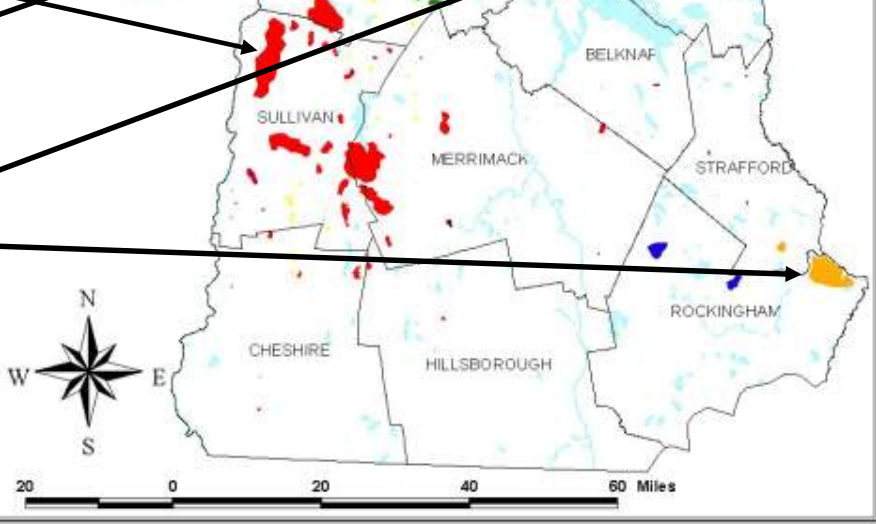 BELKNAP
SULLIVAN
MERRIMACK
STRAFFORD
ROCKINGHAM
CHESHIRE
HILLSBOROUGH
N
W E
S
20 0 20 40 60 Miles